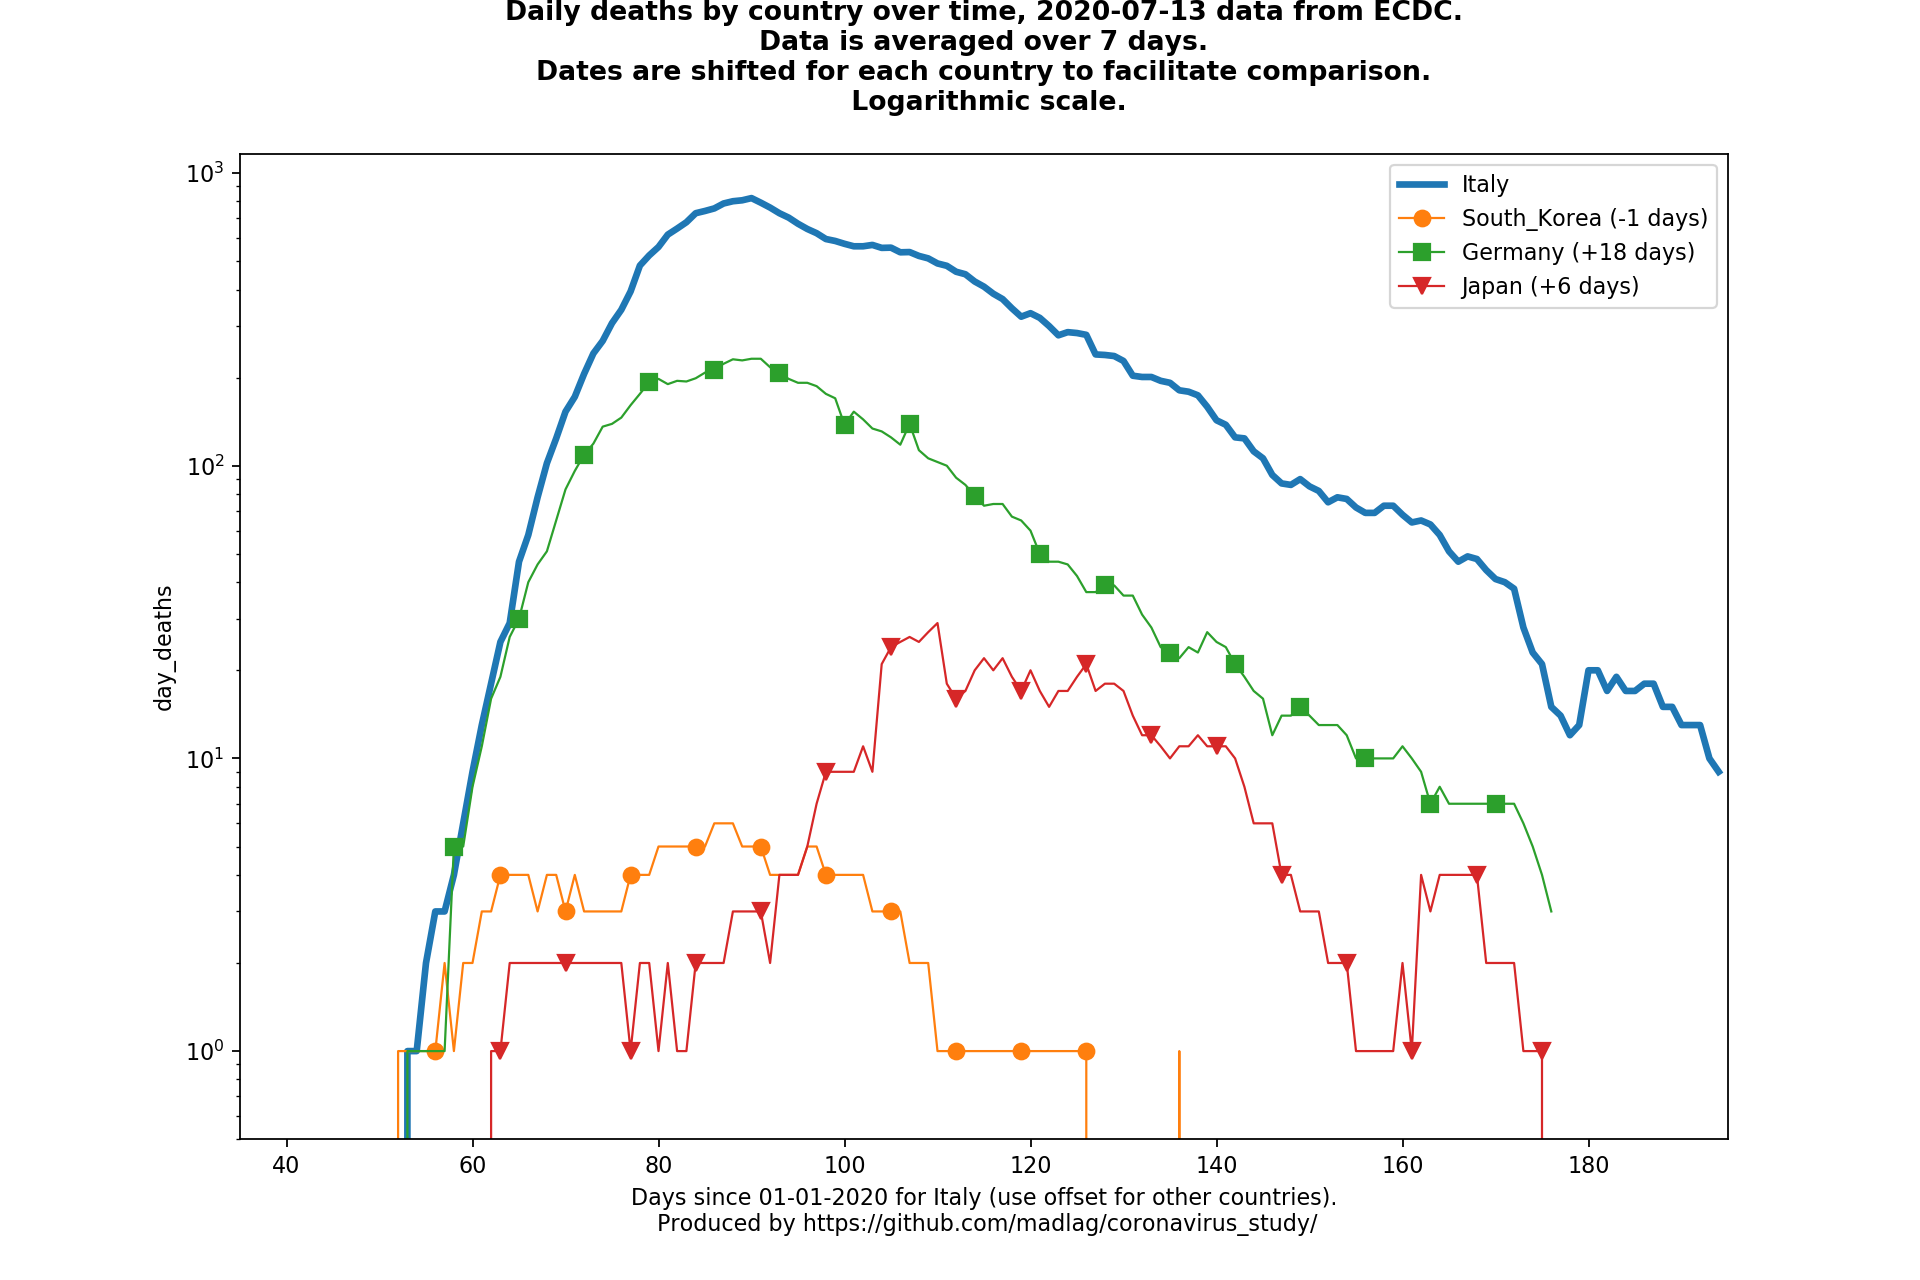 Daily deaths by country over time, 2020-07-13 data from ECDC.
Data is averaged over 7 days.
Dates are shifted for each country to facilitate comparison.
Logarithmic scale.
10³
10²
10¹
10⁰
day_deaths
Italy
South_Korea (-1 days)
Germany (+18 days)
Japan (+6 days)
40 60 80 100 120 140 160 180
Days since 01-01-2020 for Italy (use offset for other countries).
Produced by https://github.com/madlag/coronavirus_study/